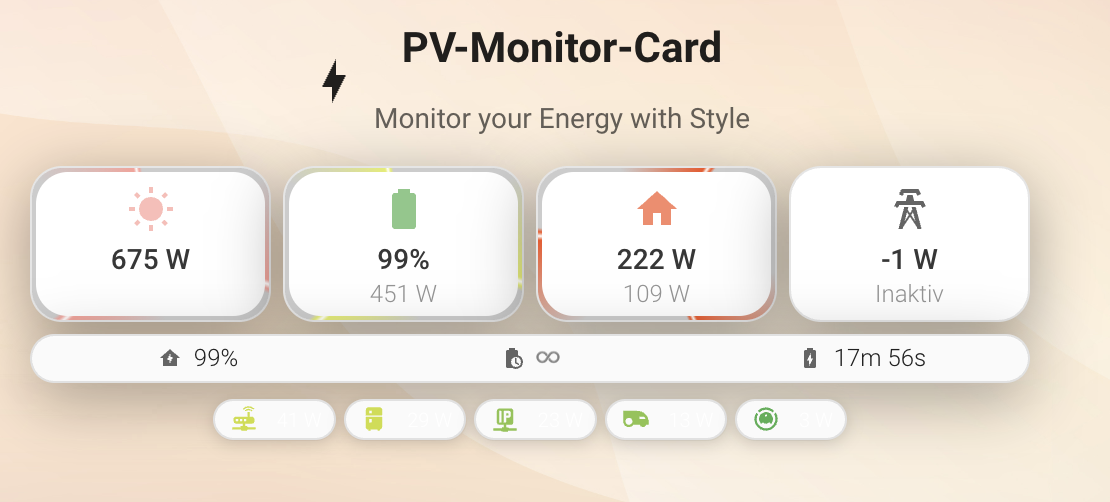 PV-Monitor-Card
Monitor your Energy with Style
675 W 99% 222 W -1 W
451 W 109 W Inaktiv
99% ∞ 17m 56s
41 W 29 W IP 23 W W 3 W